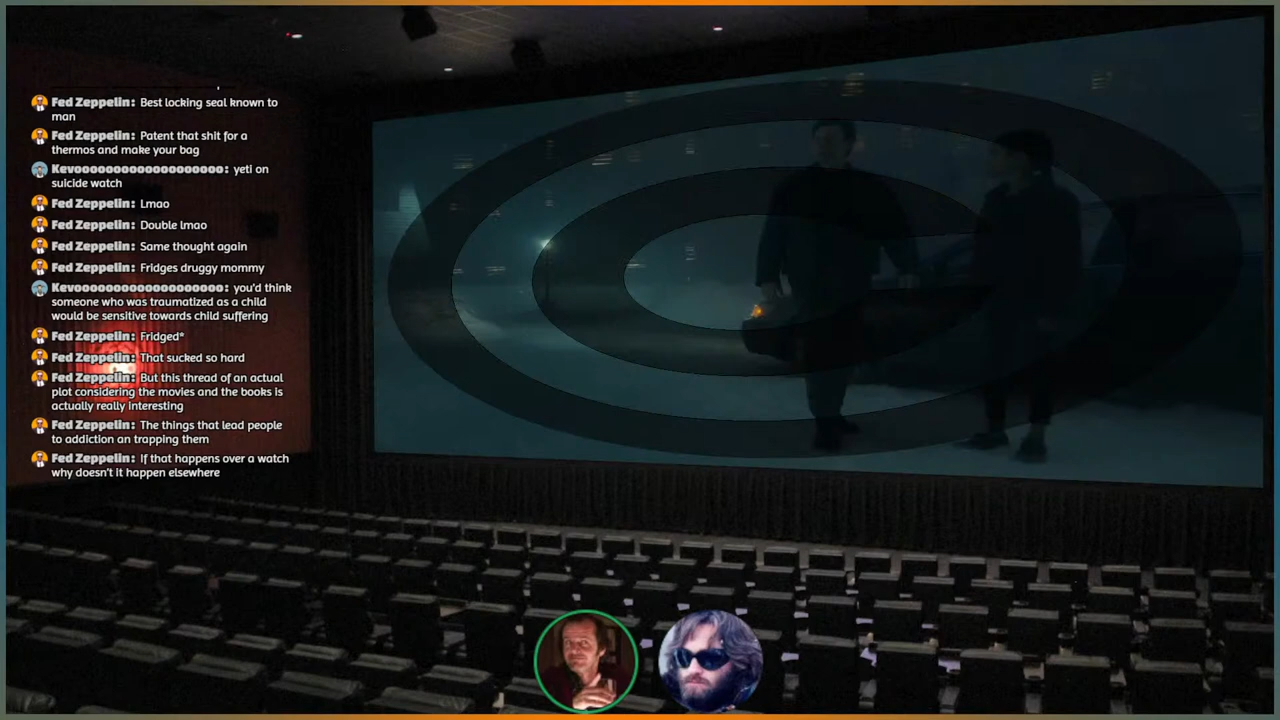 Fed Zeppelin: Best locking seal known to
man
Fed Zeppelin: Patent that shit for a
thermos and make your bag
Kevoooooooooooooooooooo: yeti on
suicide watch
Fed Zeppelin: Lmao
Fed Zeppelin: Double lmao
Fed Zeppelin: Same thought again
Fed Zeppelin: Fridges druggy mommy
Kevoooooooooooooooooooo: you'd think
someone who was traumatized as a child
would be sensitive towards child suffering
Fed Zeppelin: Fridged*
Fed Zeppelin: That sucked so hard
Fed Zeppelin: But this thread of an actual
plot considering the movies and the books is
actually really interesting
Fed Zeppelin: The things that lead people
to addiction an trapping them
Fed Zeppelin: If that happens over a watch
why doesn't it happen elsewhere